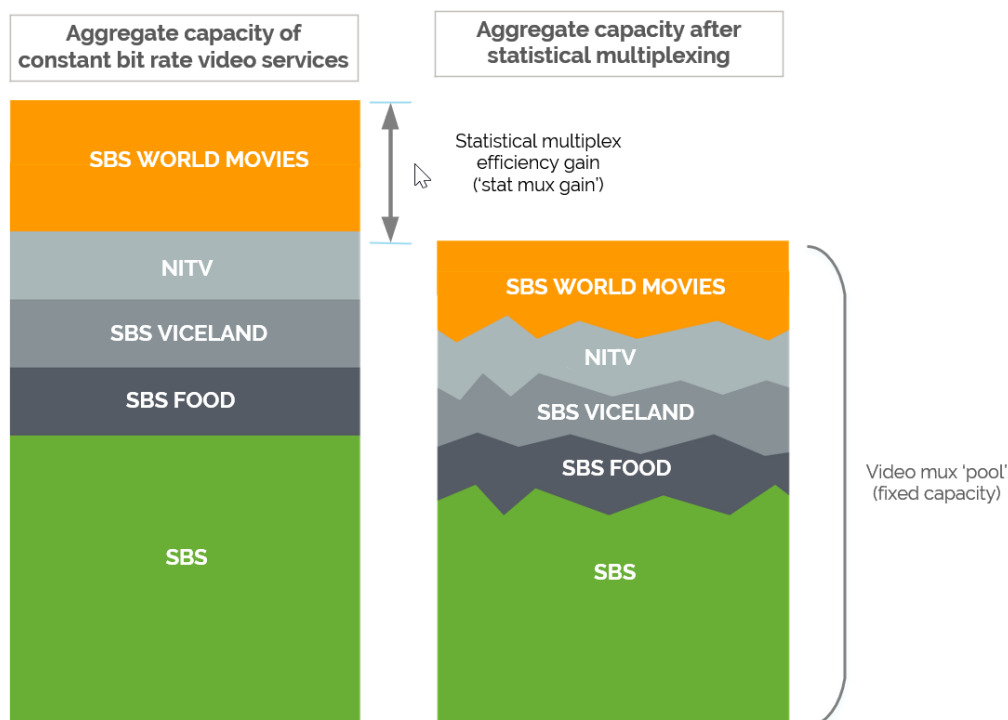 Aggregate capacity of
constant bit rate video services
Aggregate capacity after
statistical multiplexing
SBS WORLD MOVIES
NITV
SBS VICELAND
SBS FOOD
SBS
Statistical multiplex
efficiency gain
(‘stat mux gain’)
SBS WORLD MOVIES
NITV
SBS VICELAND
SBS FOOD
SBS
Video mux ‘pool’
(fixed capacity)